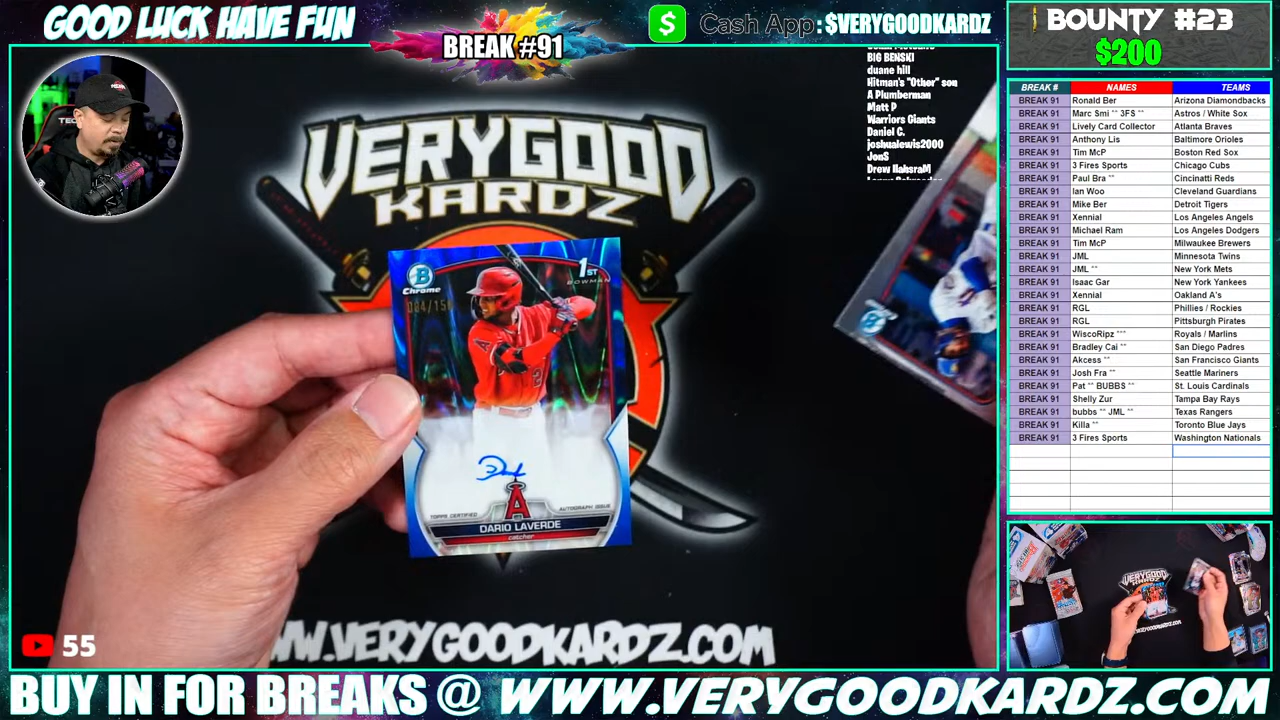 GOOD LUCK HAVE FUN
BREAK #91
$
Cash App: $VERYGOODKARDZ
BOUNTY #23
$200
BIG BENSKI
duane hill
Hitman's "Other" son
A Plumberman
Matt P
Warriors Giants
Daniel C.
joshualewis2000
JonS
BREAK # NAMES TEAMS
BREAK 91 Ronald Ber Arizona Diamondbacks
BREAK 91 Marc Smi ** 3FS ** Astros / White Sox
BREAK 91 Lively Card Collector Atlanta Braves
BREAK 91 Anthony Lis Baltimore Orioles
BREAK 91 Tim McP Boston Red Sox
BREAK 91 3 Fires Sports Chicago Cubs
BREAK 91 Paul Bra ** Cincinatti Reds
BREAK 91 Ian Woo Cleveland Guardians
BREAK 91 Mike Ber Detroit Tigers
BREAK 91 Xennial Los Angeles Angels
BREAK 91 Michael Ram Los Angeles Dodgers
BREAK 91 Tim McP Milwaukee Brewers
BREAK 91 JML Minnesota Twins
BREAK 91 JML ** New York Mets
BREAK 91 Isaac Gar New York Yankees
BREAK 91 Xennial Oakland A's
BREAK 91 RGL Phillies / Rockies
BREAK 91 RGL Pittsburgh Pirates
BREAK 91 WiscoRipz *** Royals / Marlins
BREAK 91 Bradley Cai ** San Diego Padres
BREAK 91 Akcess ** San Francisco Giants
BREAK 91 Josh Fra ** Seattle Mariners
BREAK 91 Pat ** BUBBS ** St. Louis Cardinals
BREAK 91 Shelly Zur Tampa Bay Rays
BREAK 91 bubbs ** JML ** Texas Rangers
BREAK 91 Killa ** Toronto Blue Jays
BREAK 91 3 Fires Sports Washington Nationals
VERYGOOD
KARDZ
B
Chrome
1ST
BOWMAN
TOPPS CERTIFIED
AUTOGRAPH ISSUE
A
DARIO LAVERDE
catcher
WWW.VERYGOODKARDZ.COM
55
VERYGOOD
KARDZ
BUY IN FOR BREAKS @ WWW.VERYGOODKARDZ.COM